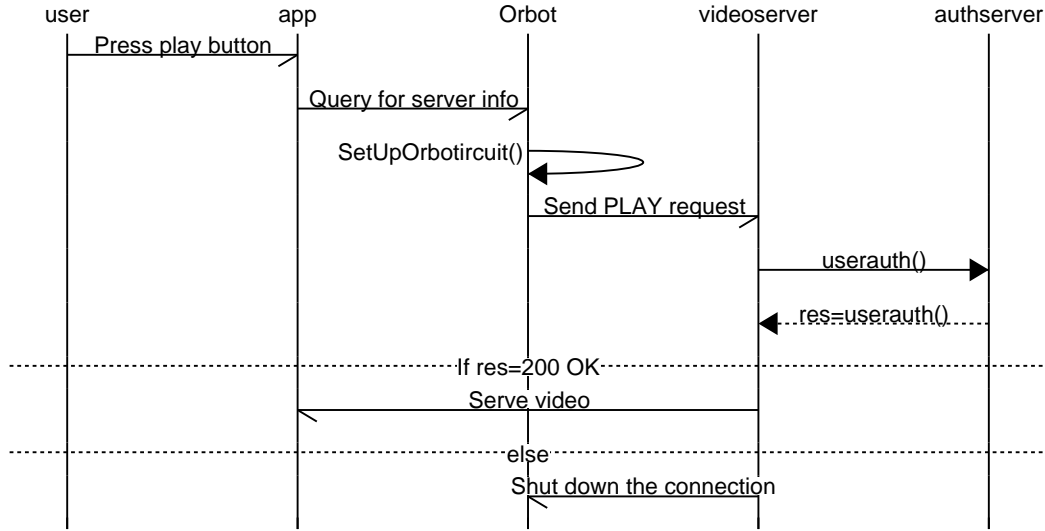 user app Orbot videoserver authserver
Press play button
Query for server info
SetUpOrbotircuit()
Send PLAY request
userauth()
res=userauth()
If res=200 OK
Serve video
else
Shut down the connection